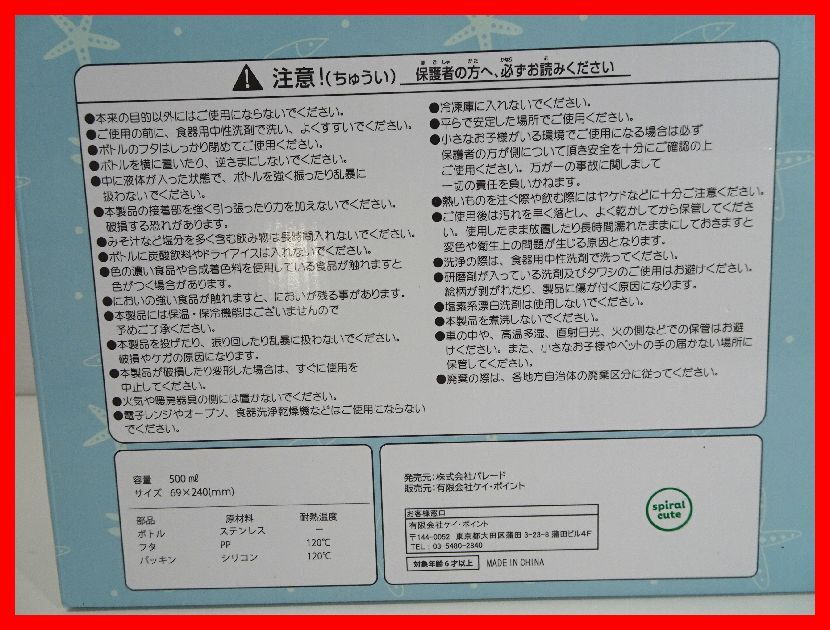 注意!(ちゅうい) 保護者の方へ、必ずお読みください
●本来の目的以外にはご使用にならないでください。
●ご使用の前に、食器用中性洗剤で洗い、よくすすいでください。
●ボトルのフタはしっかり閉めてご使用ください。
●ボトルを横に置いたり、逆さまにしないでください。
●中に液体が入った状態で、ボトルを強く振ったり乱暴に
扱わないでください。
●本製品の接着部を強く引っ張ったり力を加えないでください。
破損する恐れがあります。
●みそ汁など塩分を多く含む飲み物は長時間入れないでください。
●ボトルに炭酸飲料やドライアイスは入れないでください。
●色の濃い食品や合成着色料を使用している食品が触れますと
色がつく場合があります。
●においの強い食品が触れますと、においが残る事があります。
●本製品には保温・保冷機能はございませんので
予めご了承ください。
●本製品を投げたり、振り回したり乱暴に扱わないでください。
破損やケガの原因になります。
●本製品が破損したり変形した場合は、すぐに使用を
中止してください。
●火気や暖房器具の側には置かないでください。
●電子レンジやオーブン、食器洗浄乾燥機などはご使用にならない
でください。
●冷凍庫に入れないでください。
●平らで安定した場所でご使用ください。
●小さなお子様がいる環境でご使用になる場合は必ず
保護者の方が側について頂き安全を十分にご確認の上
ご使用ください。万が一の事故に関しまして
一切の責任を負いかねます。
●熱いものを注ぐ際や飲む際にはヤケドなどに十分ご注意ください。
●ご使用後は汚れを早く落とし、よく乾かしてから保管してくださ
い。使用したまま放置したり長時間濡れたままにしておきますと
変色や衛生上の問題が生じる原因となります。
●洗浄の際は、食器用中性洗剤で洗ってください。
●研磨剤が入っている洗剤及びタワシのご使用はお避けください。
絵柄が剥がれたり、製品に傷が付く原因になります。
●塩素系漂白洗剤は使用しないでください。
●本製品を煮沸しないでください。
●車の中や、高温多湿、直射日光、火の側などでの保管はお避
けください。また、小さなお子様やペットの手の届かない場所に
保管してください。
●廃棄の際は、各地方自治体の廃棄区分に従ってください。
容量 500㎖
サイズ 69×240(mm)
部品 原材料 耐熱温度
ボトル ステンレス －
フタ PP 120℃
パッキン シリコン 120℃
発売元:株式会社パレード
販売元:有限会社ケイ・ポイント
お客様窓口
有限会社ケイ・ポイント
〒144-0052 東京都大田区蒲田 3-23-8 蒲田ビル4F
TEL:03-5480-2840
対象年齢6才以上 MADE IN CHINA
spiral
cute